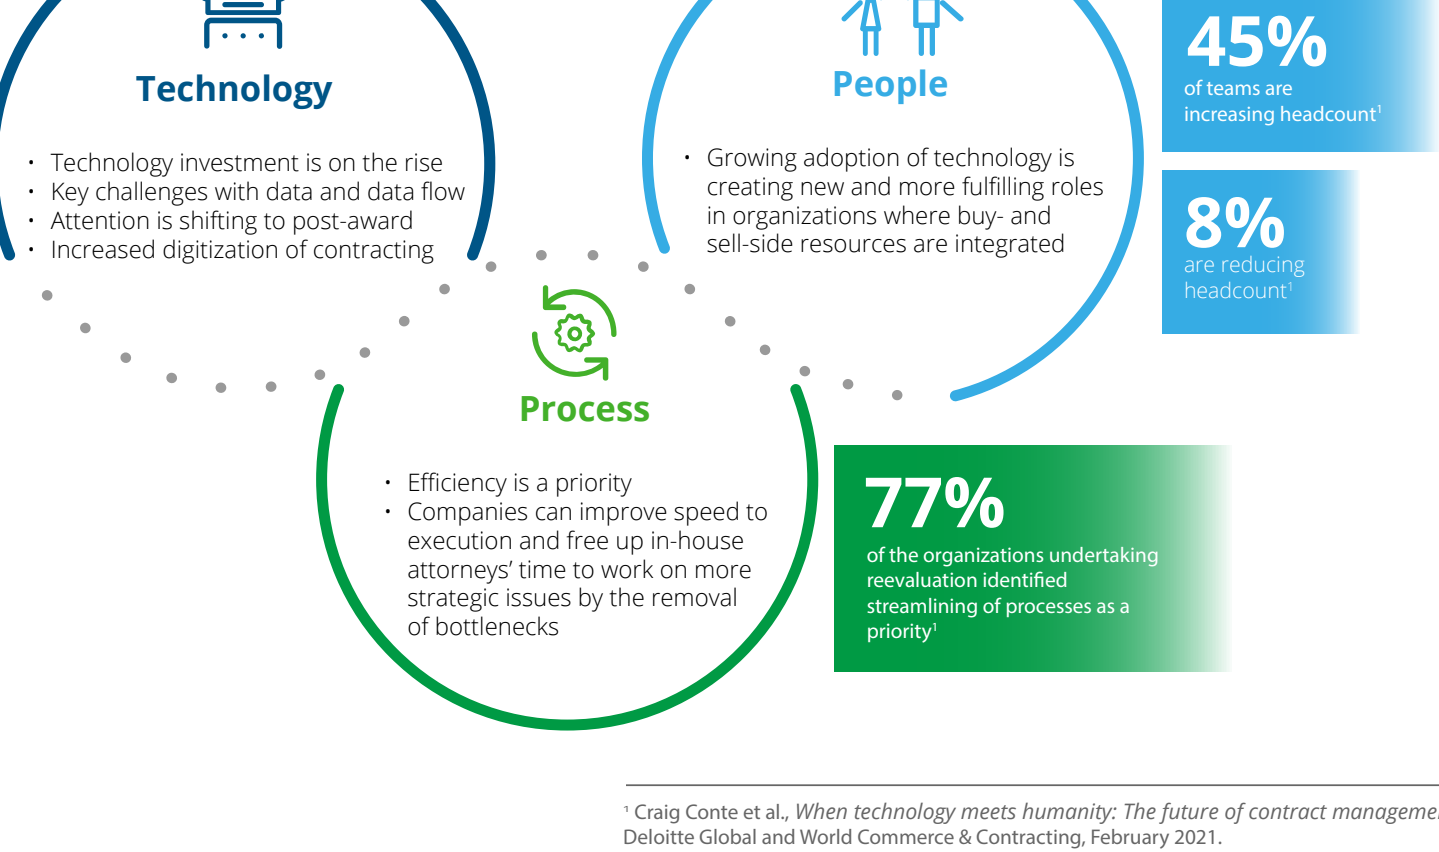 Technology
• Technology investment is on the rise
• Key challenges with data and data flow
• Attention is shifting to post-award
• Increased digitization of contracting
People
• Growing adoption of technology is
creating new and more fulfilling roles
in organizations where buy- and
sell-side resources are integrated
45%
of teams are
increasing headcount¹
8%
are reducing
headcount¹
Process
• Efficiency is a priority
• Companies can improve speed to
execution and free up in-house
attorneys’ time to work on more
strategic issues by the removal
of bottlenecks
77%
of the organizations undertaking
reevaluation identified
streamlining of processes as a
priority¹
¹ Craig Conte et al., When technology meets humanity: The future of contract
Deloitte Global and World Commerce & Contracting, February 2021.